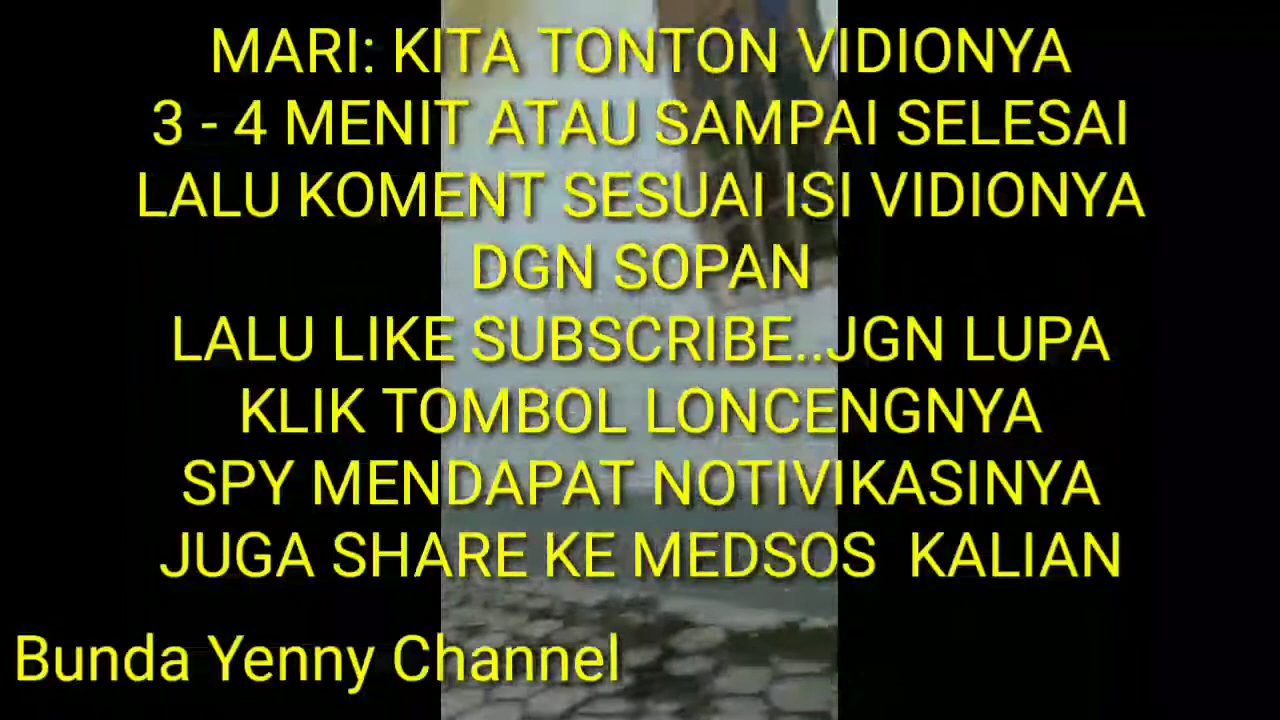 MARI: KITA TONTON VIDIONYA
3 - 4 MENIT ATAU SAMPAI SELESAI
LALU KOMENT SESUAI ISI VIDIONYA
DGN SOPAN
LALU LIKE SUBSCRIBE..JGN LUPA
KLIK TOMBOL LONCENGNYA
SPY MENDAPAT NOTIVIKASINYA
JUGA SHARE KE MEDSOS  KALIAN
Bunda Yenny Channel